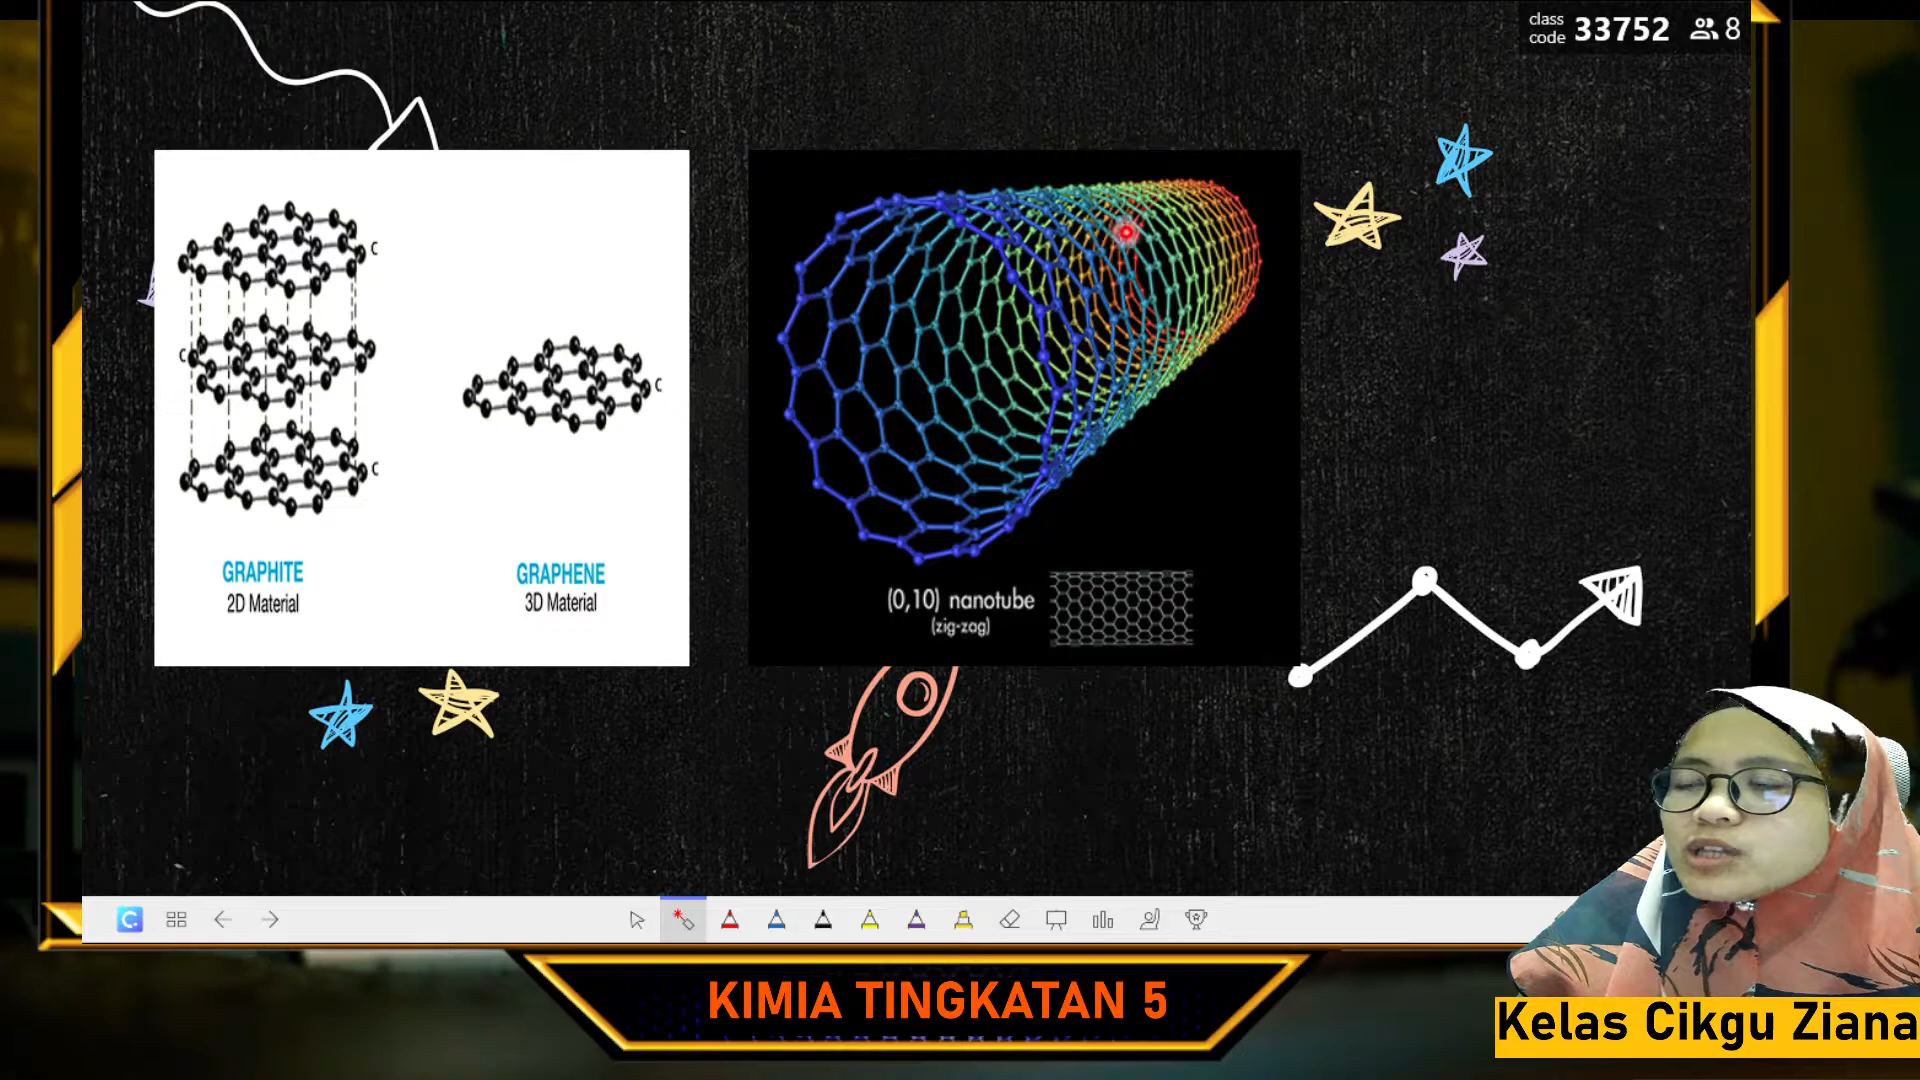 class
code 33752 8
C
C
C
C
GRAPHITE
2D Material
GRAPHENE
3D Material
(0,10) nanotube
(zig-zag)
KIMIA TINGKATAN 5
Kelas Cikgu Ziana